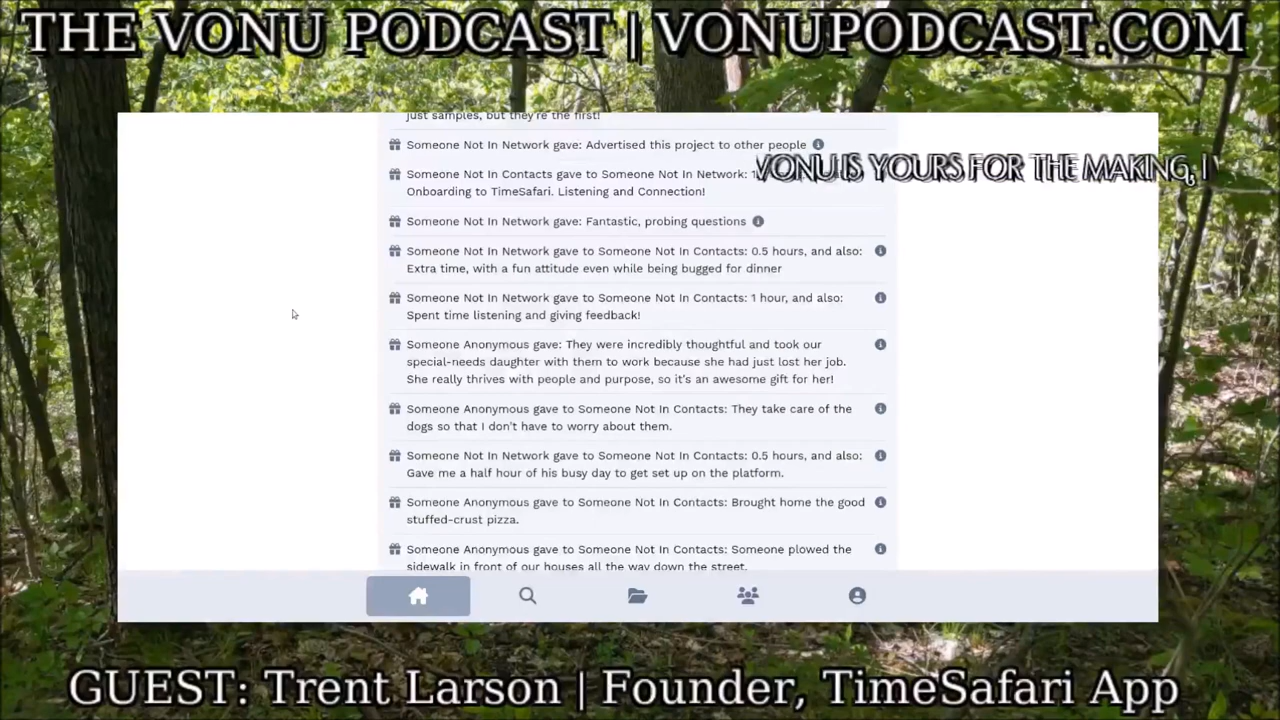 THE VONU PODCAST | VONUPODCAST.COM
just samples, but they're the first!
Someone Not In Network gave: Advertised this project to other people
VONU IS YOURS FOR THE MAKING,
Someone Not In Contacts gave to Someone Not In Network:
Onboarding to TimeSafari. Listening and Connection!
Someone Not In Network gave: Fantastic, probing questions
Someone Not In Network gave to Someone Not In Contacts: 0.5 hours, and also:
Extra time, with a fun attitude even while being bugged for dinner
Someone Not In Network gave to Someone Not In Contacts: 1 hour, and also:
Spent time listening and giving feedback!
Someone Anonymous gave: They were incredibly thoughtful and took our
special-needs daughter with them to work because she had just lost her job.
She really thrives with people and purpose, so it's an awesome gift for her!
Someone Anonymous gave to Someone Not In Contacts: They take care of the
dogs so that I don't have to worry about them.
Someone Not In Network gave to Someone Not In Contacts: 0.5 hours, and also:
Gave me a half hour of his busy day to get set up on the platform.
Someone Anonymous gave to Someone Not In Contacts: Brought home the good
stuffed-crust pizza.
Someone Anonymous gave to Someone Not In Contacts: Someone plowed the
sidewalk in front of our houses all the way down the street.
GUEST: Trent Larson | Founder, TimeSafari App